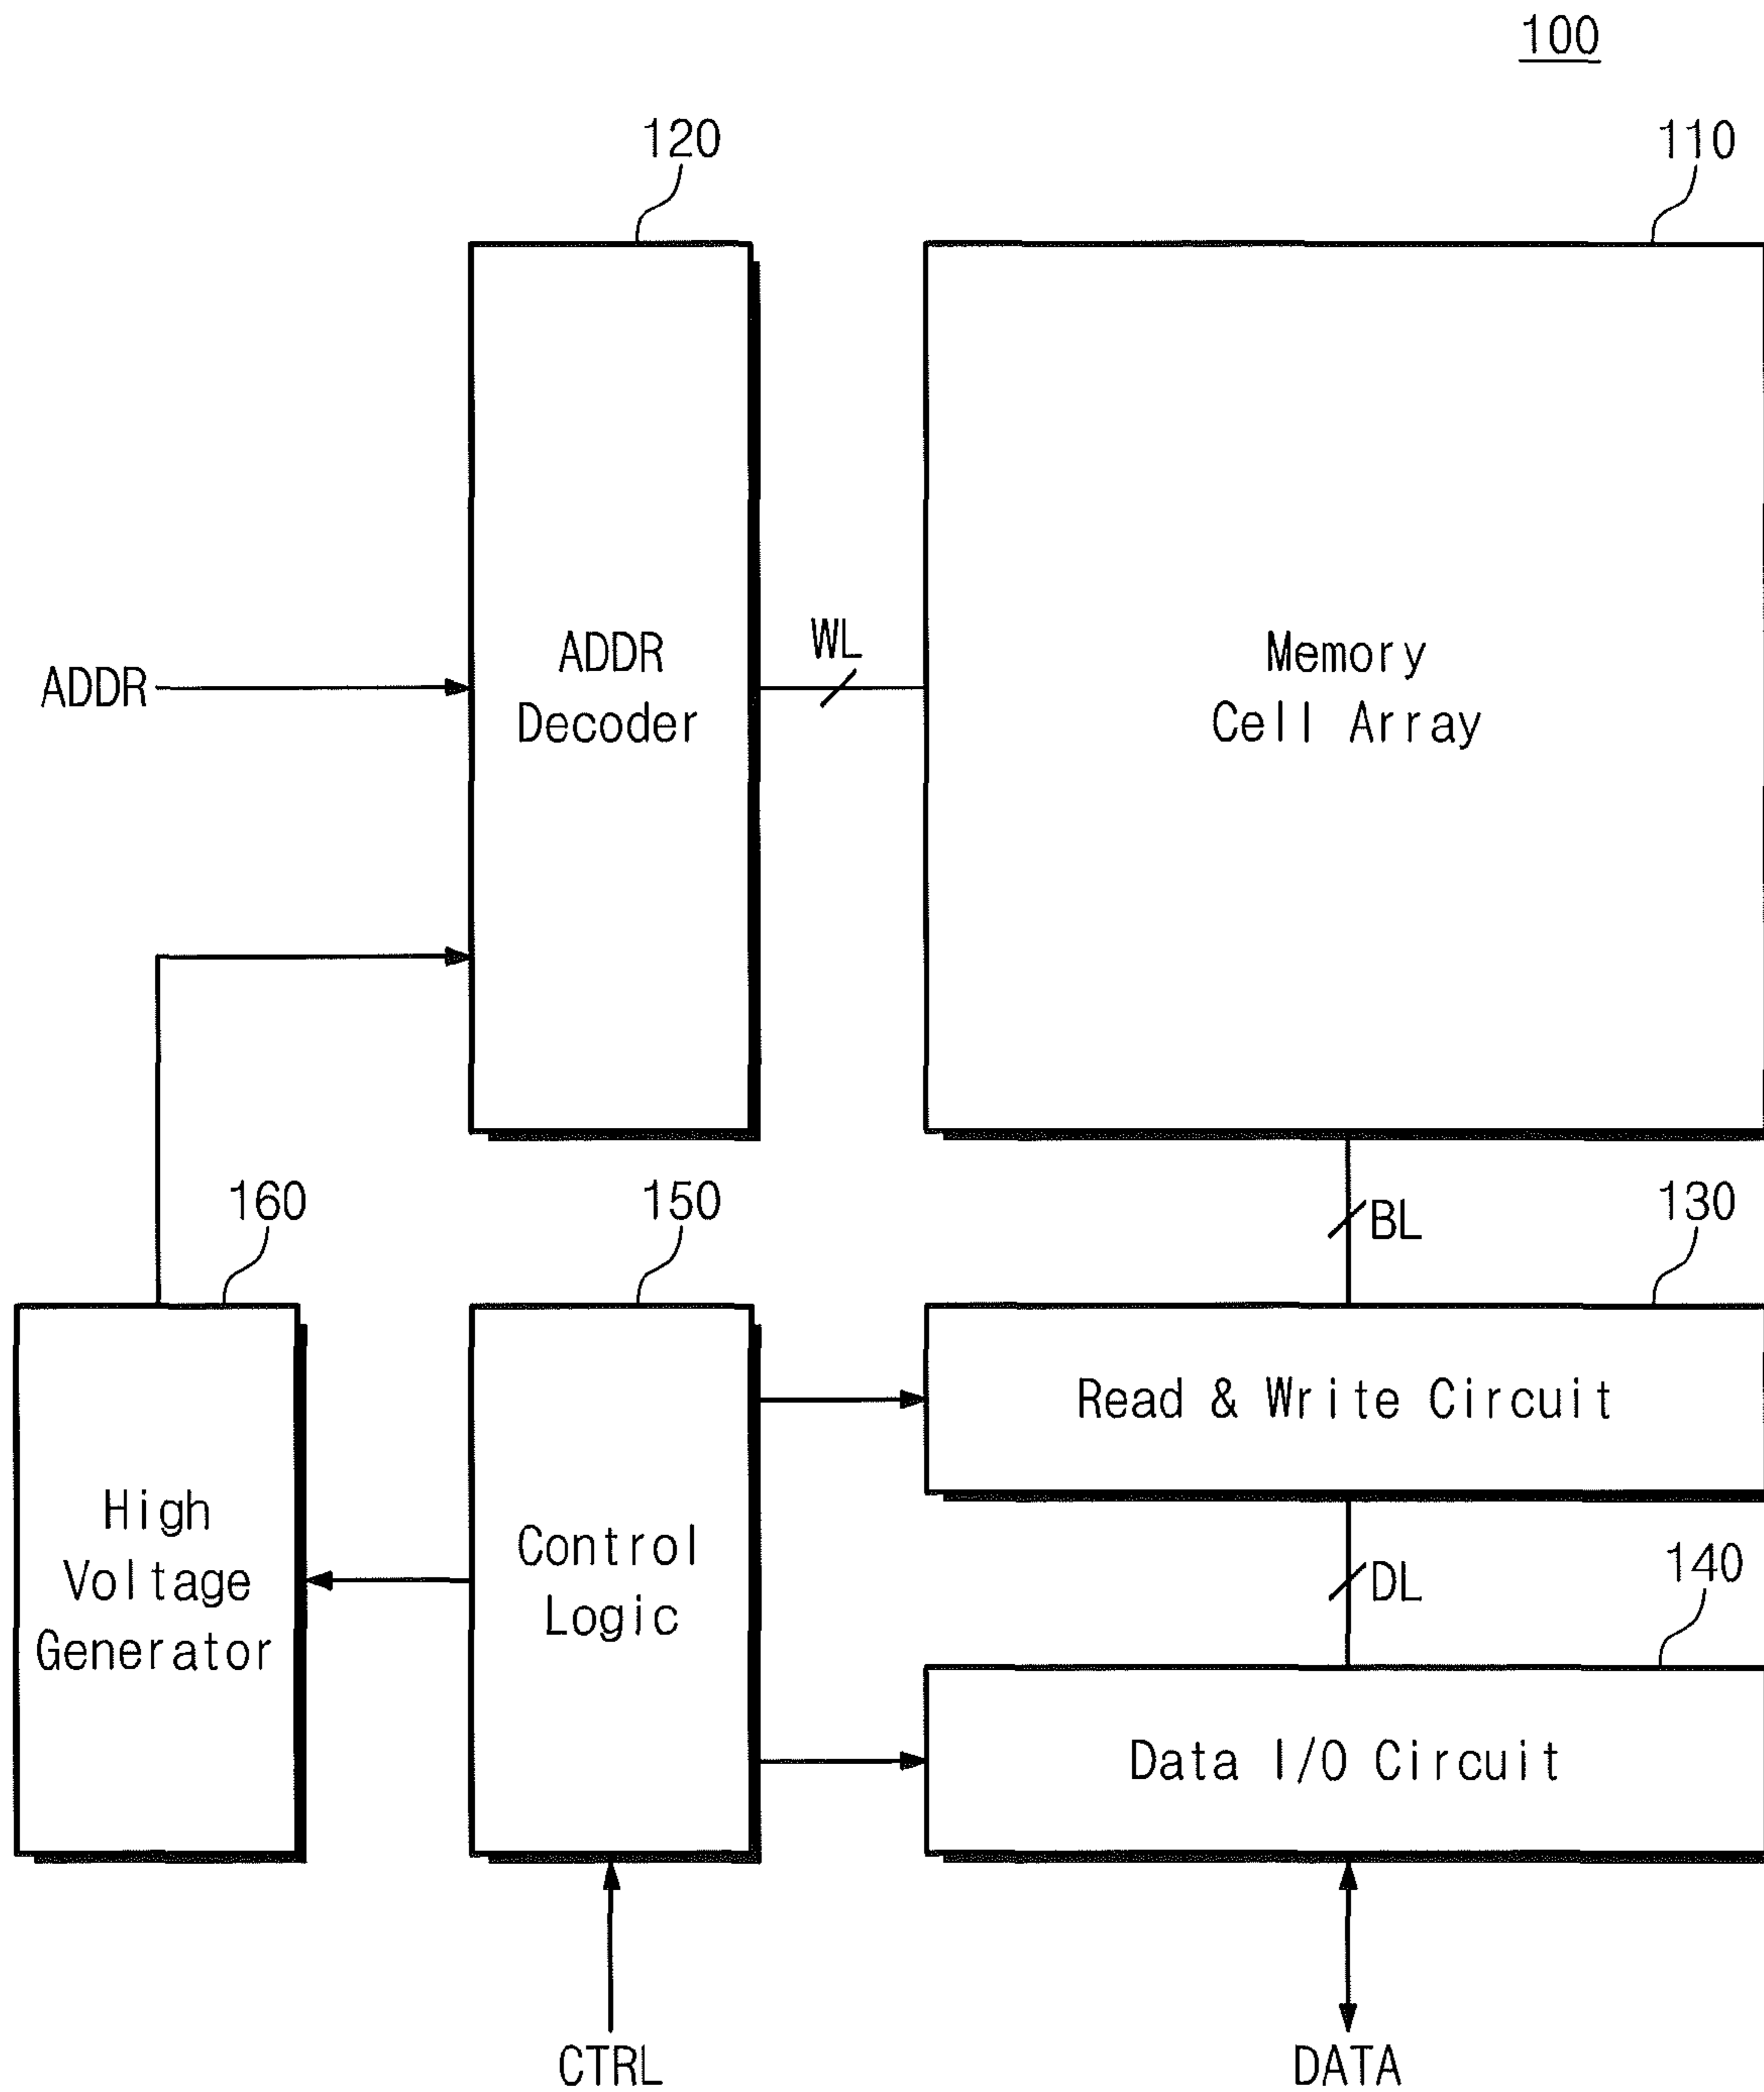 100
120
110
ADDR
ADDR
Decoder
WL
Memory
Cell Array
160
150
BL
130
Read & Write Circuit
High
Voltage
Generator
Control
Logic
DL
140
Data I/O Circuit
CTRL
DATA